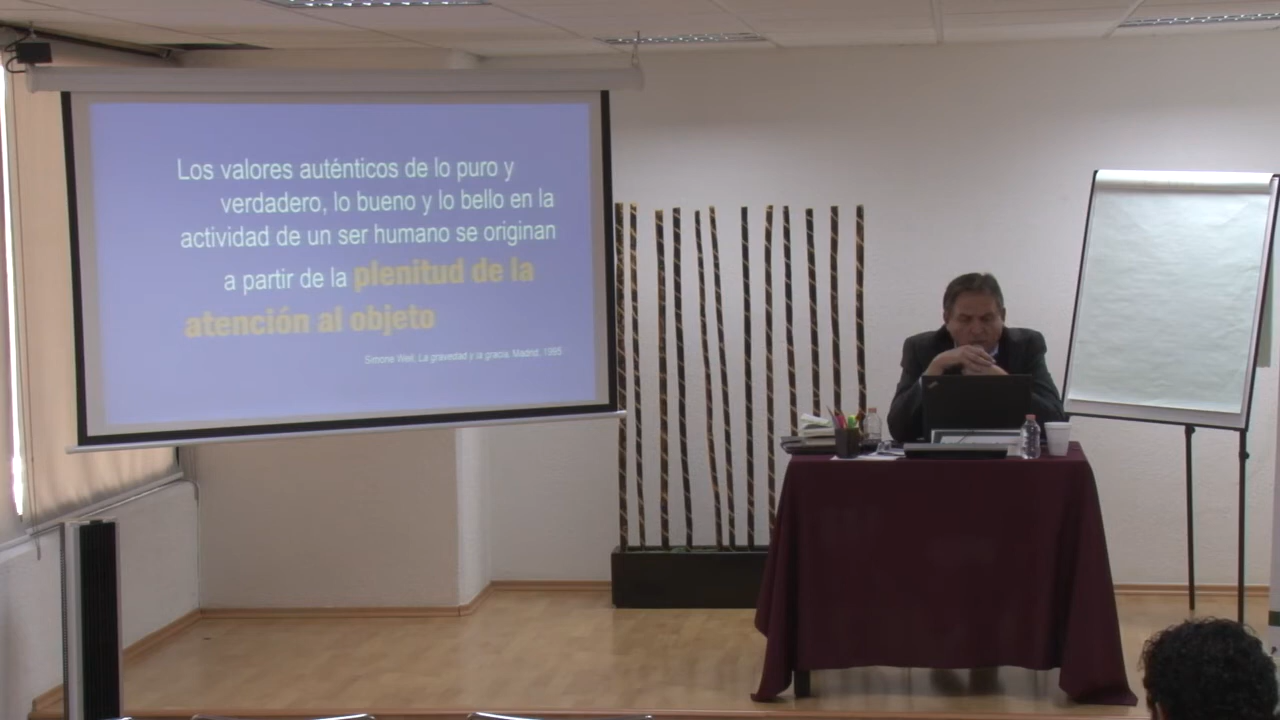 Los valores auténticos de lo puro y
verdadero, lo bueno y lo bello en la
actividad de un ser humano se originan
a partir de la plenitud de la
atención al objeto
Simone Weil, La gravedad y la gracia. Madrid, 1995